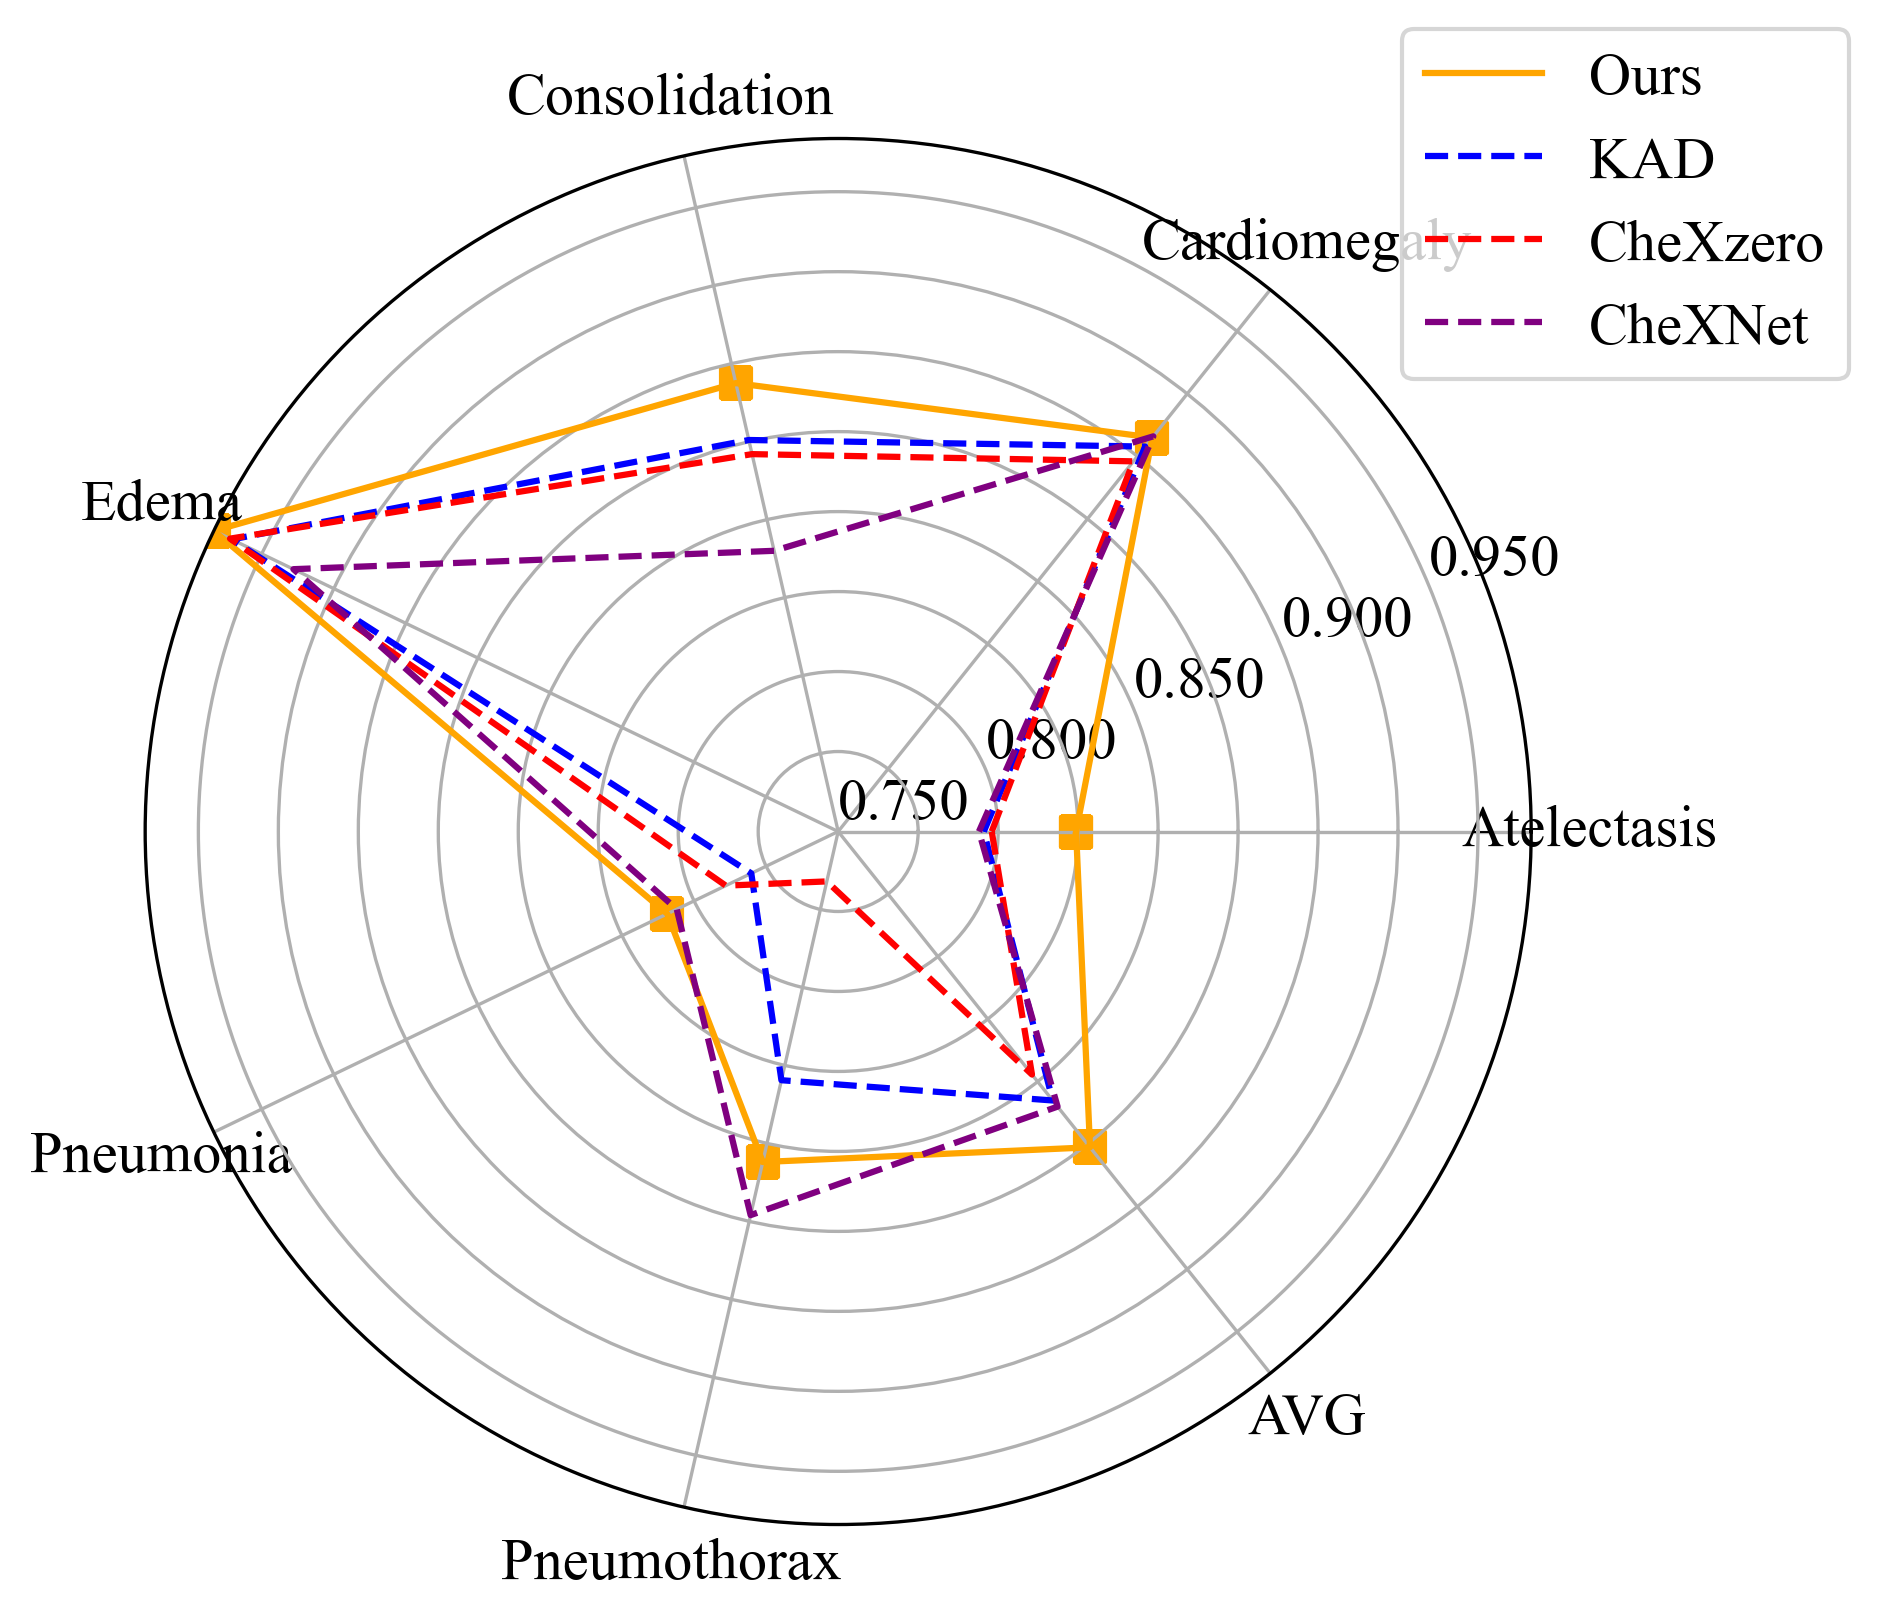 Ours
KAD
CheXzero
CheXNet
Consolidation
Cardiomegaly
Edema
0.950
0.900
0.850
0.800
0.750
Atelectasis
Pneumonia
AVG
Pneumothorax